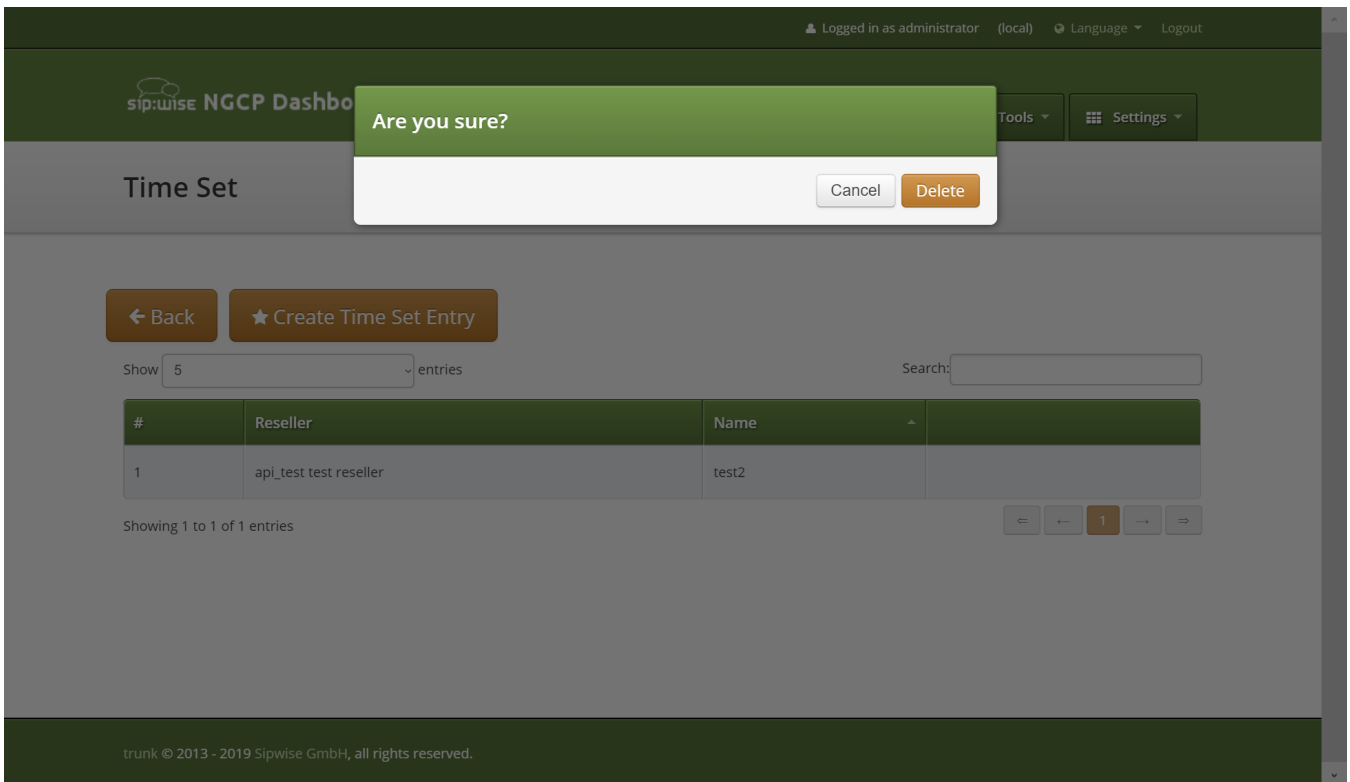 Logged in as administrator (local) Language Logout
sip:wise NGCP Dashbo
Tools Settings
Are you sure?
Cancel Delete
Time Set
Back Create Time Set Entry
Show 5 entries Search:
# Reseller Name
1 api_test test reseller test2
Showing 1 to 1 of 1 entries
⇐ ← 1 → ⇒
trunk © 2013 - 2019 Sipwise GmbH, all rights reserved.